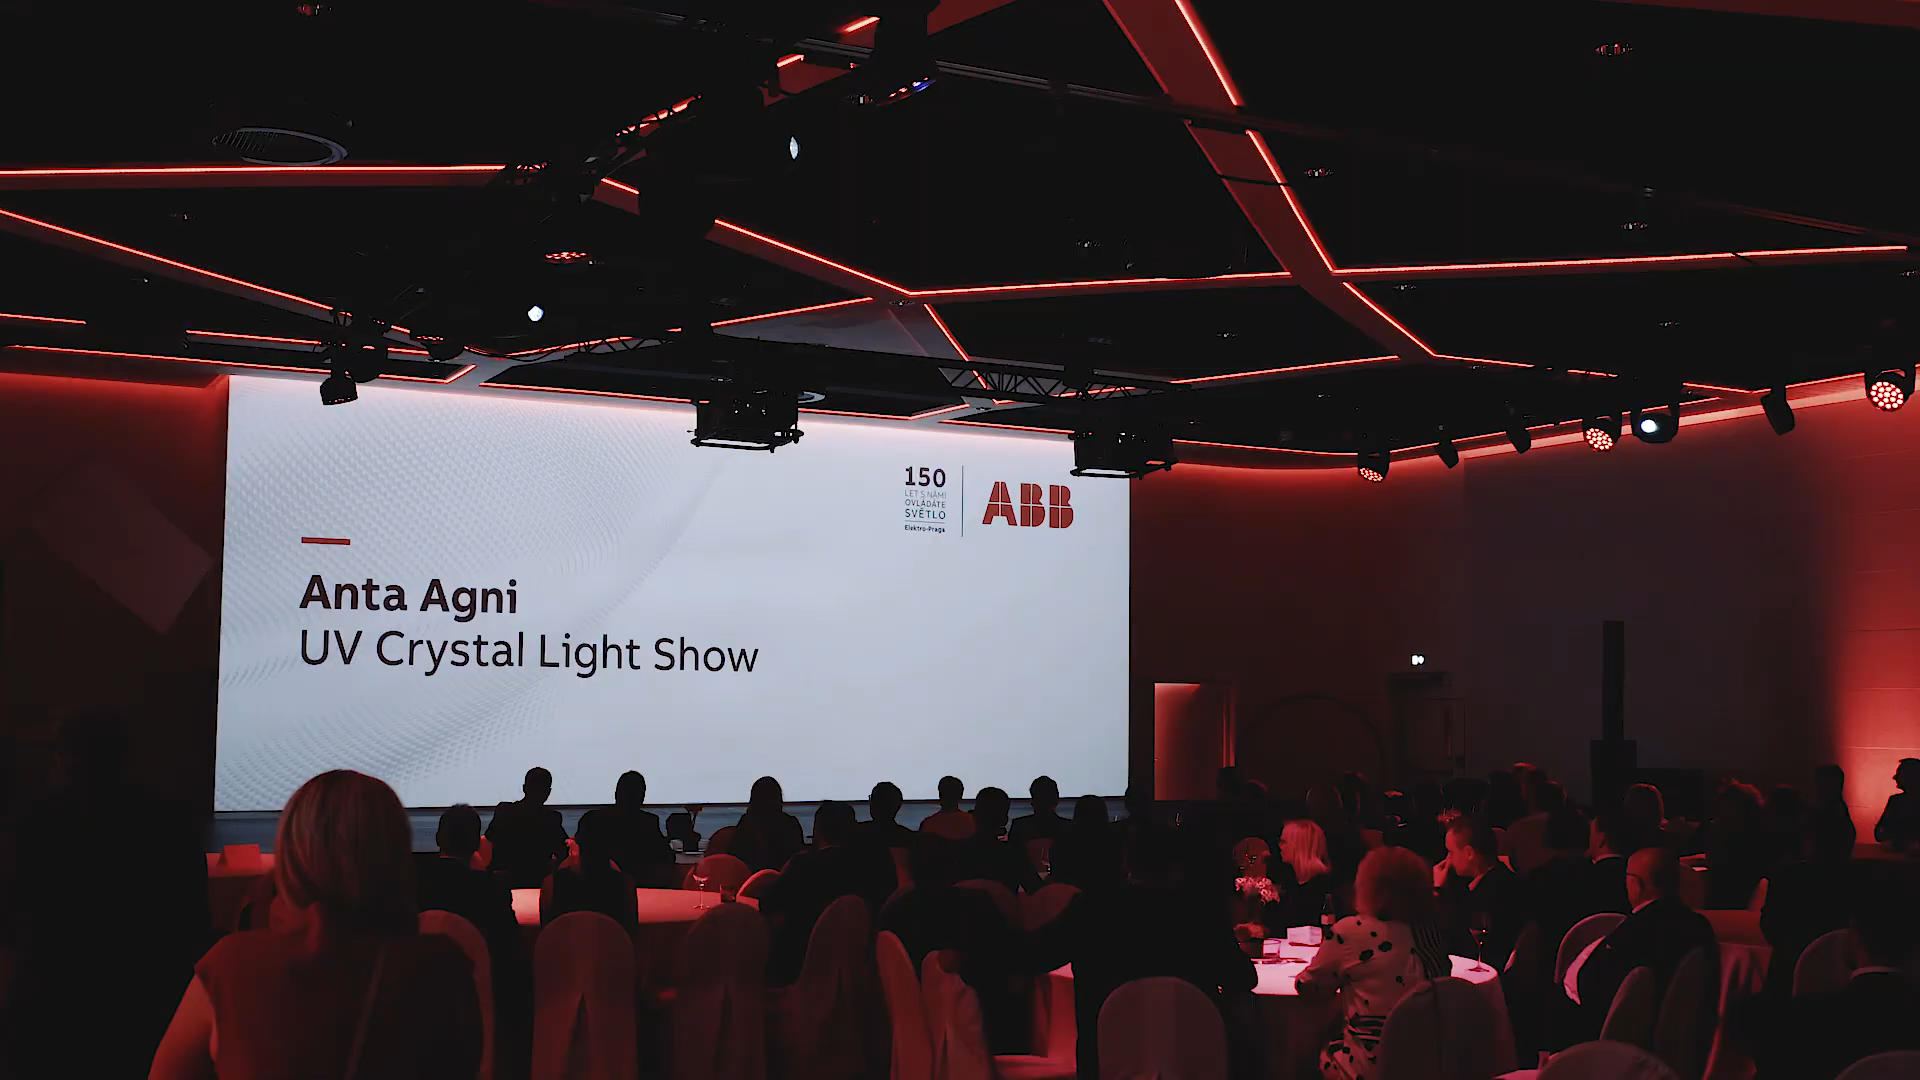 150
LET S NÁMI
OVLÁDÁTE
SVĚTLO
Elektro-Praga
ABB
Anta Agni
UV Crystal Light Show